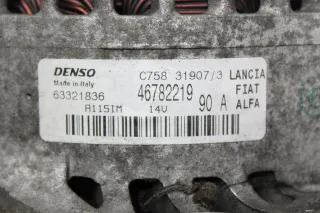 DENSO C758 31907/3 LANCIA
Made in Italy FIAT
63321836 46782219 90 A ALFA
A115IM 14V